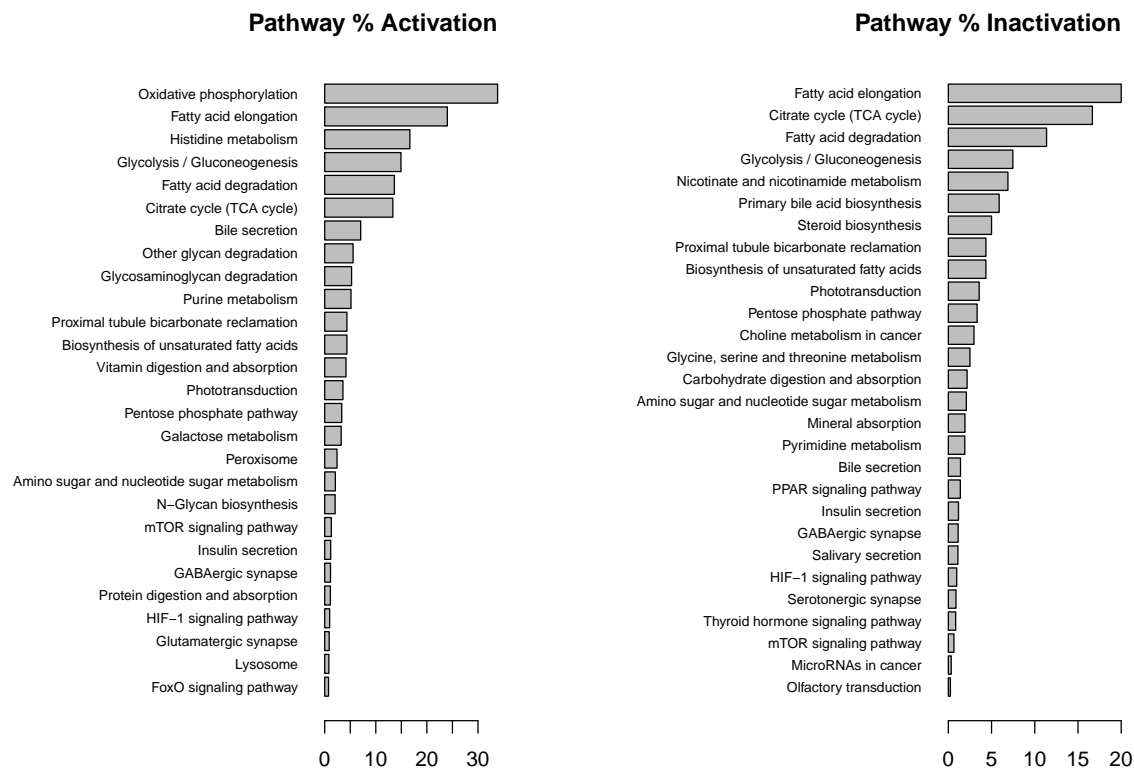 Pathway % Activation
Oxidative phosphorylation
Fatty acid elongation
Histidine metabolism
Glycolysis / Gluconeogenesis
Fatty acid degradation
Citrate cycle (TCA cycle)
Bile secretion
Other glycan degradation
Glycosaminoglycan degradation
Purine metabolism
Proximal tubule bicarbonate reclamation
Biosynthesis of unsaturated fatty acids
Vitamin digestion and absorption
Phototransduction
Pentose phosphate pathway
Galactose metabolism
Peroxisome
Amino sugar and nucleotide sugar metabolism
N−Glycan biosynthesis
mTOR signaling pathway
Insulin secretion
GABAergic synapse
Protein digestion and absorption
HIF−1 signaling pathway
Glutamatergic synapse
Lysosome
FoxO signaling pathway
0 10 20 30
Pathway % Inactivation
Fatty acid elongation
Citrate cycle (TCA cycle)
Fatty acid degradation
Glycolysis / Gluconeogenesis
Nicotinate and nicotinamide metabolism
Primary bile acid biosynthesis
Steroid biosynthesis
Proximal tubule bicarbonate reclamation
Biosynthesis of unsaturated fatty acids
Phototransduction
Pentose phosphate pathway
Choline metabolism in cancer
Glycine, serine and threonine metabolism
Carbohydrate digestion and absorption
Amino sugar and nucleotide sugar metabolism
Mineral absorption
Pyrimidine metabolism
Bile secretion
PPAR signaling pathway
Insulin secretion
GABAergic synapse
Salivary secretion
HIF−1 signaling pathway
Serotonergic synapse
Thyroid hormone signaling pathway
mTOR signaling pathway
MicroRNAs in cancer
Olfactory transduction
0 5 10 15 20